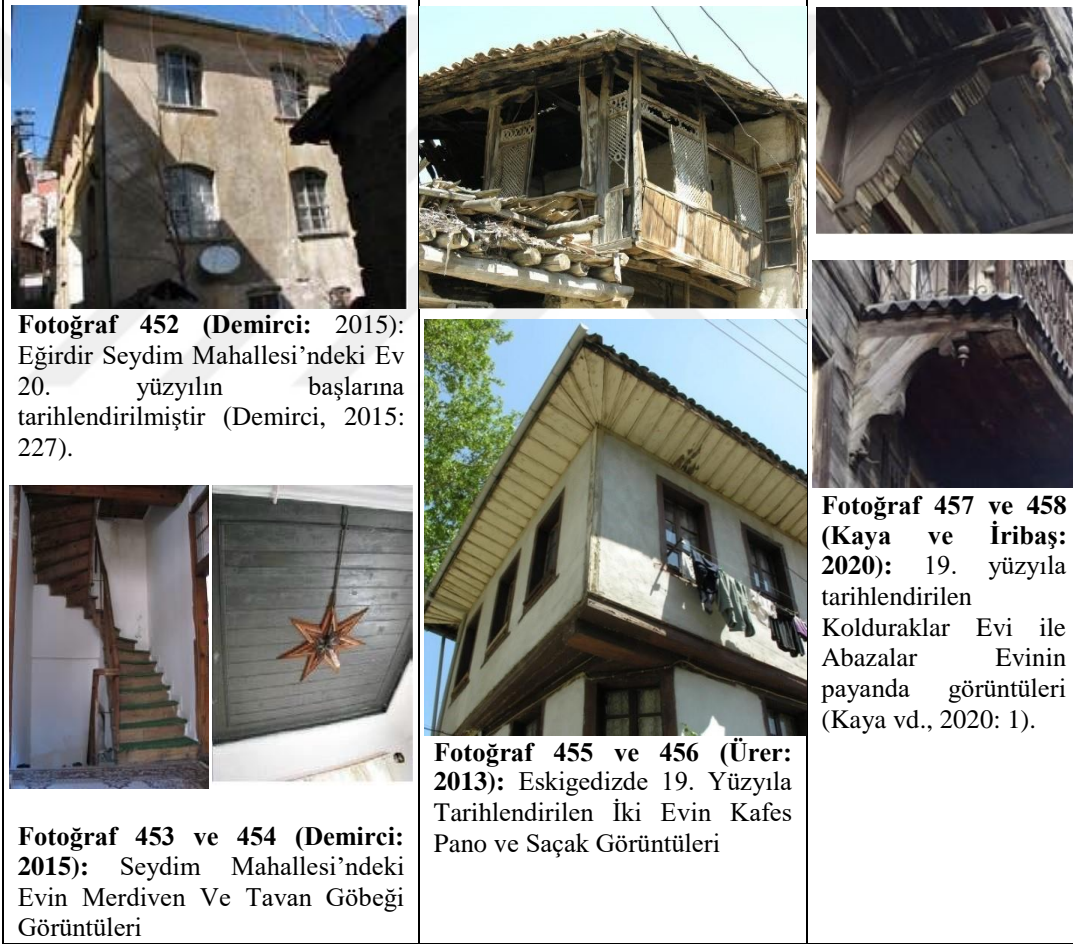 Fotoğraf 452 (Demirci: 2015):
Eğirdir Seydim Mahallesi’ndeki Ev
20. yüzyılın başlarına
tarihlendirilmiştir (Demirci, 2015:
227).
Fotoğraf 453 ve 454 (Demirci:
2015): Seydim Mahallesi’ndeki
Evin Merdiven Ve Tavan Göbeği
Görüntüleri
Fotoğraf 455 ve 456 (Ürer:
2013): Eskigedizde 19. Yüzyıla
Tarihlendirilen İki Evin Kafes
Pano ve Saçak Görüntüleri
Fotoğraf 457 ve 458
(Kaya ve İribaş:
2020): 19. yüzyıla
tarihlendirilen
Kolduraklar Evi ile
Abazalar Evinin
payanda görüntüleri
(Kaya vd., 2020: 1).